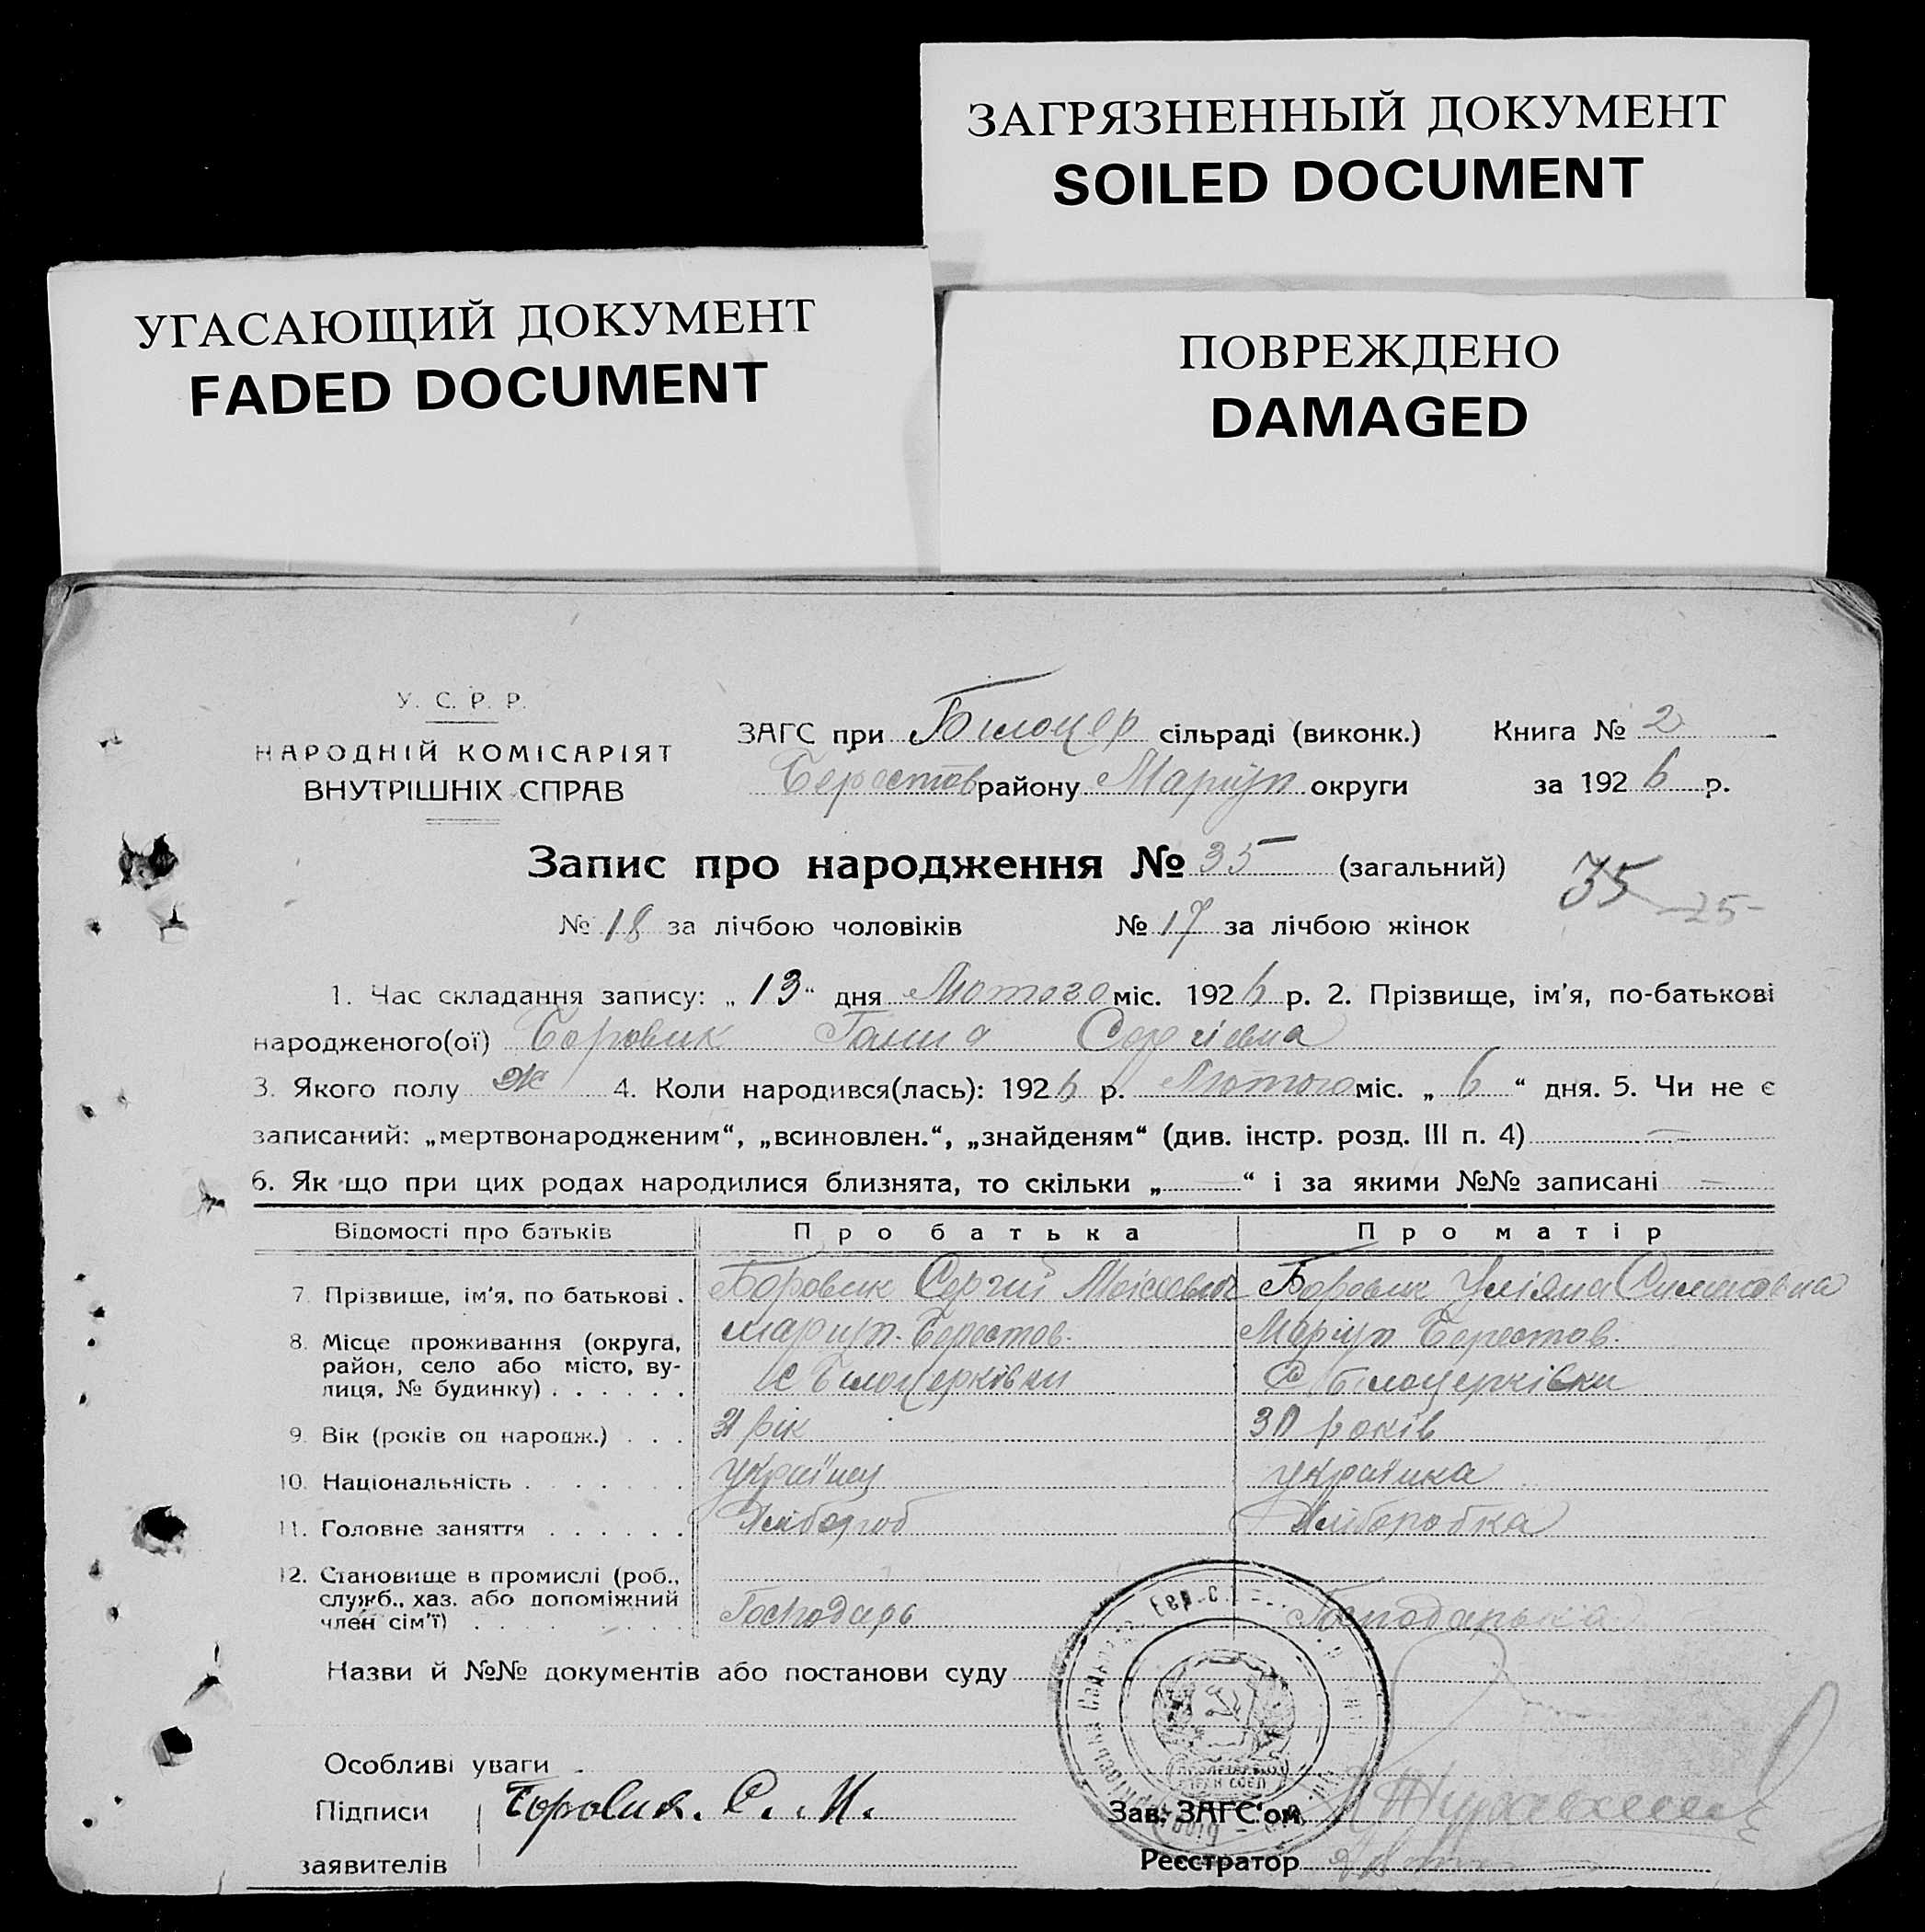 ЗАГРЯЗНЕННЫЙ ДОКУМЕНТ
SOILED DOCUMENT
УГАСАЮЩИЙ ДОКУМЕНТ
FADED DOCUMENT
ПОВРЕЖДЕНО
DAMAGED
У. С. Р. Р.
НАРОДНІЙ КОМІСАРІЯТ
ВНУТРІШНІХ СПРАВ
ЗАГС при Білоцер сільраді (виконк.) Книга № 2
Берестов району Маріуп округи за 1926 р.
Запис про народження № 35 (загальний) 35
-25-
№ 18 за лічбою чоловіків № 17 за лічбою жінок
1. Час складання запису: „13“ дня Лютого міс. 1926 р. 2. Прізвище, ім'я, по-батькові
народженого(ої) Боровик Галина Сергіевна
3. Якого полу ж 4. Коли народився(лась): 1926 р. Лютого міс. „6“ дня. 5. Чи не є
записаний: „мертвонародженим“, „всиновлен.“, „знайденям“ (див. інстр. розд. III п. 4) —
6. Як що при цих родах народилися близнята, то скільки „—“ і за якими №№ записані —
Відомості про батьків Про батька Про матір
7. Прізвище, ім'я, по батькові . Боровик Сергій Моісеевич Боровик Уліяна Симоновна
8. Місце проживання (округа, район, село або місто, вулиця, № будинку) . . . . . .
Маріуп. Берестов. Маріуп Берестов.
с Білоцерківки С Білоцерківки
9. Вік (років од народж.) . . . 31 рік 30 років
10. Національність . . . . . . . українец українка
11. Головне заняття . . . . . . Хлібороб Хліборобка
12. Становище в промислі (роб., служб., хаз. або допоміжний член сім'ї) . . . . . . . . .
Господарь Господарька
Назви й №№ документів або постанови суду
Особливі уваги
Підписи Боровик. С. М. Зав. ЗАГС'ом
заявителів Реєстратор